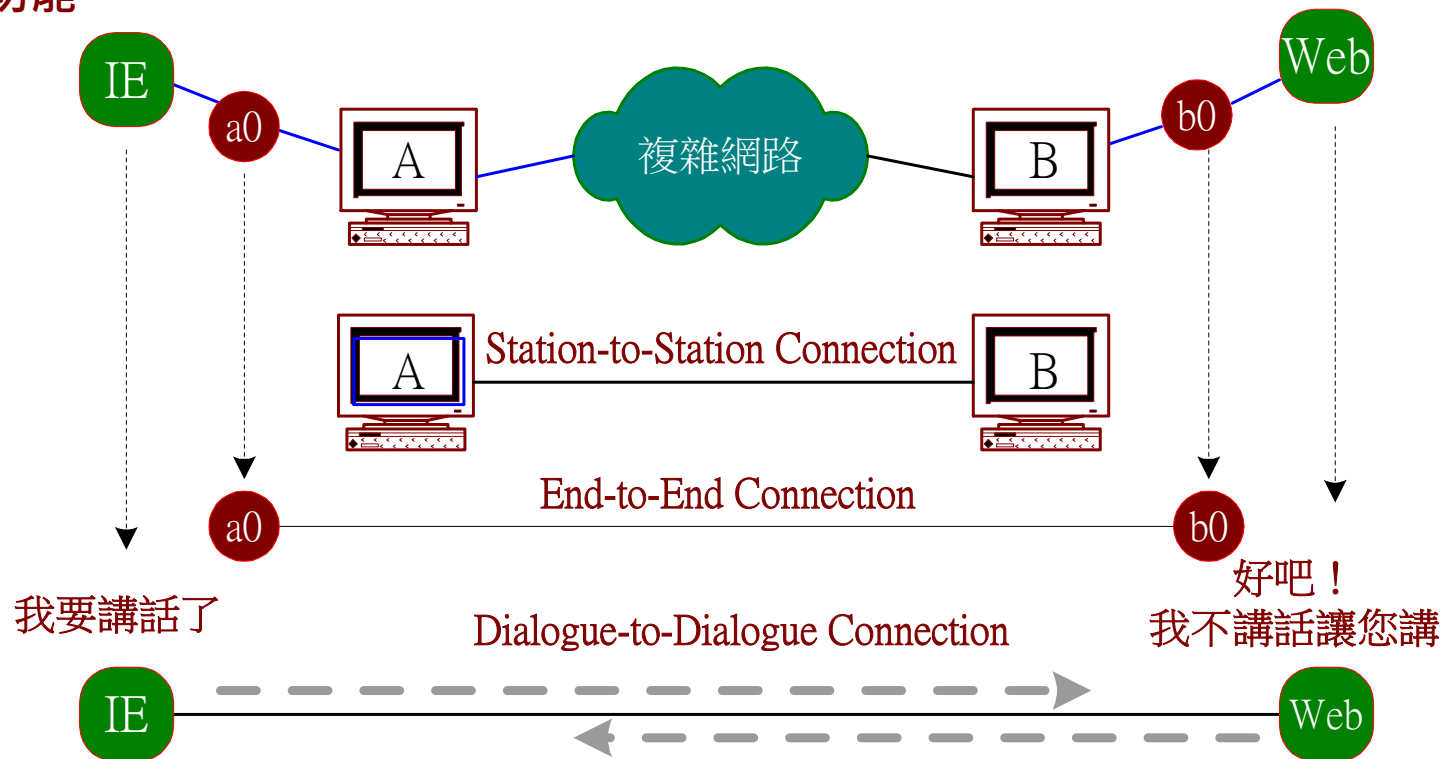 功能
IE
Web
a0
b0
A
複雜網路
B
Station-to-Station Connection
A
B
End-to-End Connection
a0
b0
我要講話了
好吧！
我不講話讓您講
Dialogue-to-Dialogue Connection
IE
Web